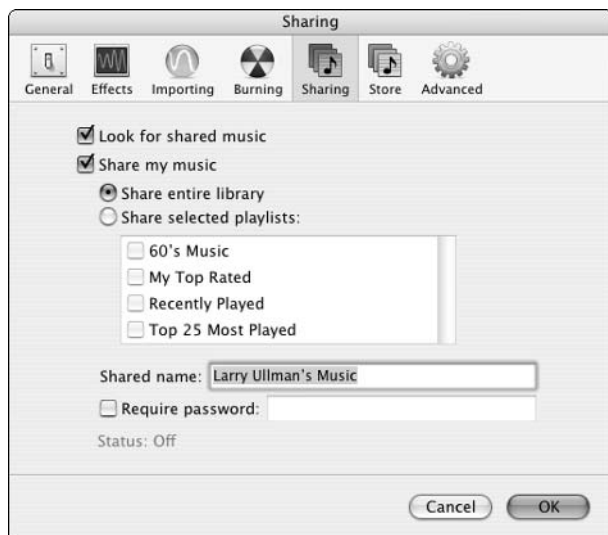 Sharing
General Effects Importing Burning Sharing Store Advanced
Look for shared music
Share my music
Share entire library
Share selected playlists:
60's Music
My Top Rated
Recently Played
Top 25 Most Played
Shared name: Larry Ullman's Music
Require password:
Status: Off
Cancel OK